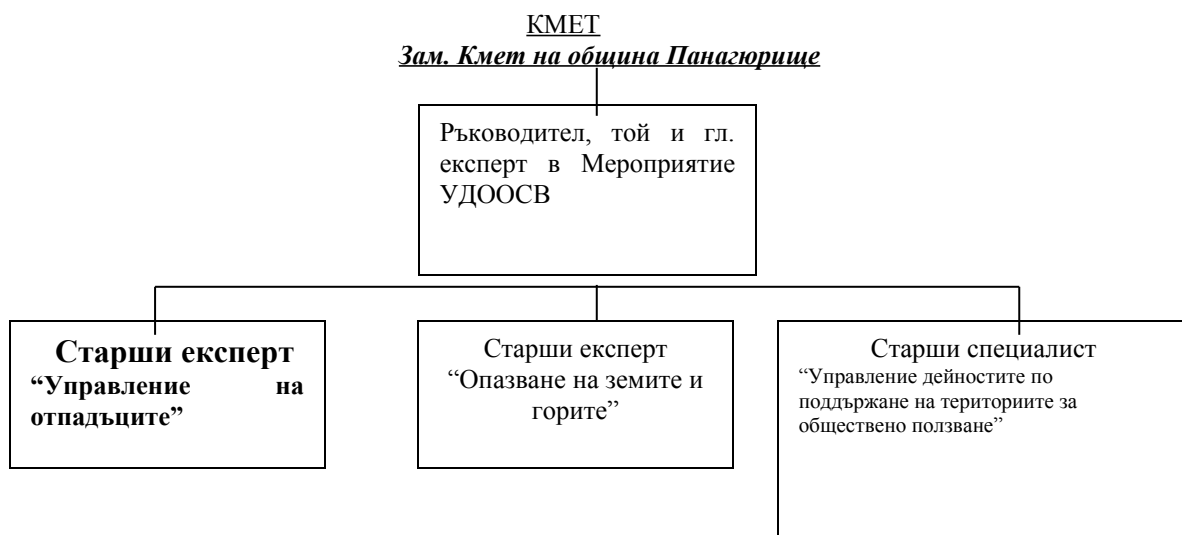 КМЕТ
Зам. Кмет на община Панагюрище
Ръководител, той и гл.
експерт в Мероприятие
УДООСВ
Старши експерт
“Управление на
отпадъците”
Старши експерт
“Опазване на земите и
горите”
Старши специалист
“Управление дейностите по
поддържане на териториите за
обществено ползване”